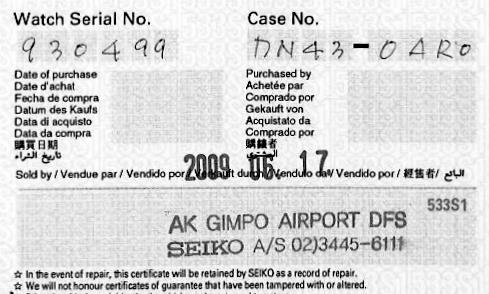 Watch Serial No. Case No.
930499 DN43-0AR0
Date of purchase Purchased by
Date d'achat Achetée par
Fecha de compra Comprado por
Datum des Kaufs Gekauft von
Data di acquisto Acquistato da
Data da compra Comprado por
購買日期 購錶者
تاريخ الشراء المشتري
2009. 06. 17
Sold by / Vendue par / Vendido por / Verkauft durch / Venduto da / Vendido por / 經售者 / البائع
533S1
AK GIMPO AIRPORT DFS
SEIKO A/S 02)3445-6111
☆ In the event of repair, this certificate will be retained by SEIKO as a record of repair.
☆ We will not honour certificates of guarantee that have been tampered with or altered.